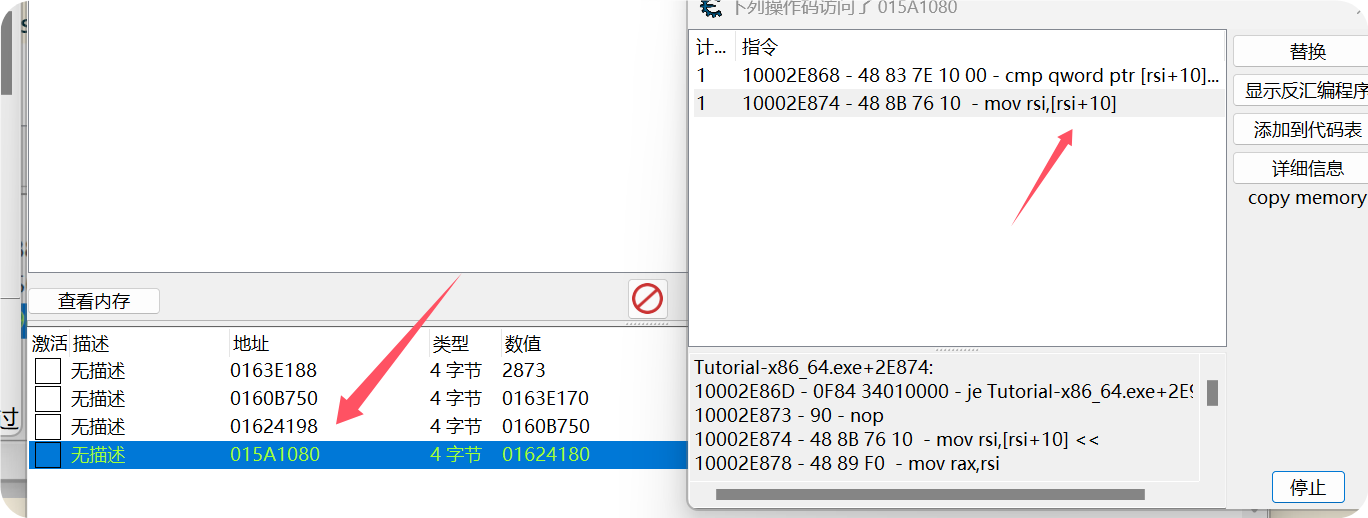 下列操作码访问了 015A1080
计... 指令
1 10002E868 - 48 83 7E 10 00 - cmp qword ptr [rsi+10]...
1 10002E874 - 48 8B 76 10 - mov rsi,[rsi+10]
替换
显示反汇编程序
添加到代码表
详细信息
copy memory
查看内存
激活 描述 地址 类型 数值
无描述 0163E188 4 字节 2873
无描述 0160B750 4 字节 0163E170
无描述 01624198 4 字节 0160B750
无描述 015A1080 4 字节 01624180
过
Tutorial-x86_64.exe+2E874:
10002E86D - 0F84 34010000 - je Tutorial-x86_64.exe+2E9
10002E873 - 90 - nop
10002E874 - 48 8B 76 10 - mov rsi,[rsi+10] <<
10002E878 - 48 89 F0 - mov rax,rsi
停止